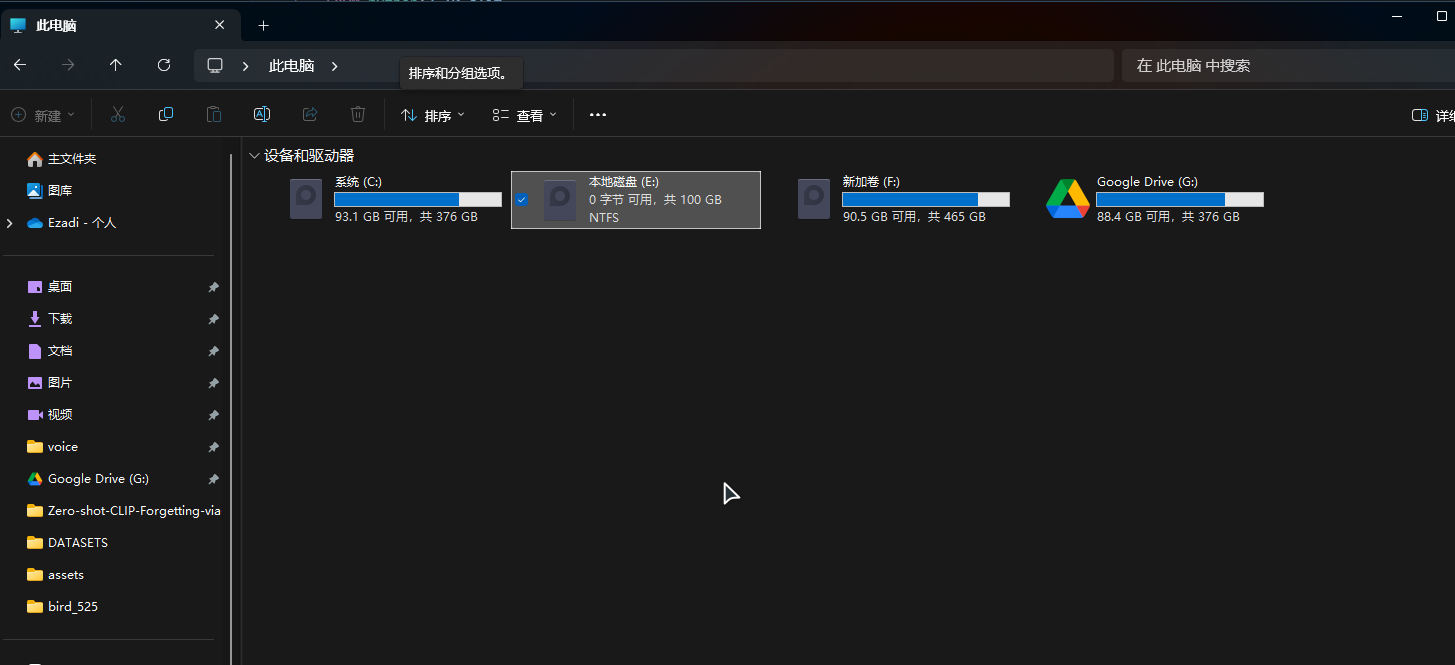 此电脑
此电脑
排序和分组选项。
在 此电脑 中搜索
新建
排序
查看
主文件夹
图库
Ezadi - 个人
桌面
下载
文档
图片
视频
voice
Google Drive (G:)
Zero-shot-CLIP-Forgetting-via
DATASETS
assets
bird_525
设备和驱动器
系统 (C:)
93.1 GB 可用，共 376 GB
本地磁盘 (E:)
0 字节 可用，共 100 GB
NTFS
新加卷 (F:)
90.5 GB 可用，共 465 GB
Google Drive (G:)
88.4 GB 可用，共 376 GB